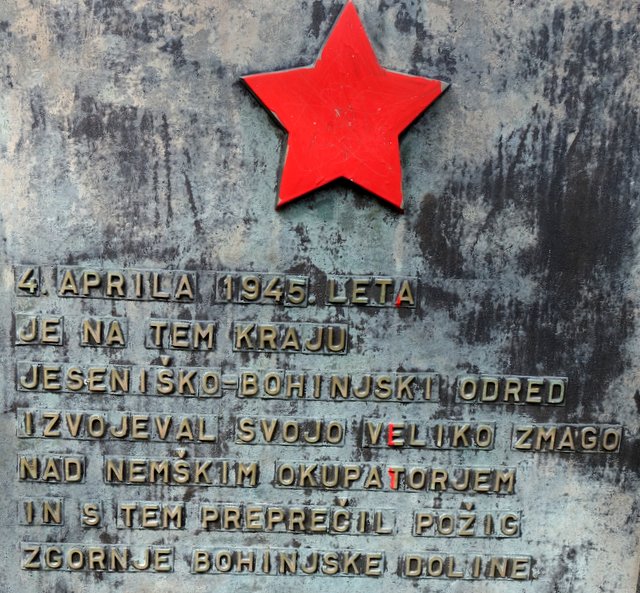 4. APRILA 1945. LETA
JE NA TEM KRAJU
JESENIŠKO-BOHINJSKI ODRED
IZVOJEVAL SVOJO VELIKO ZMAGO
NAD NEMŠKIM OKUPATORJEM
IN S TEM PREPREČIL POŽIG
ZGORNJE BOHINJSKE DOLINE.